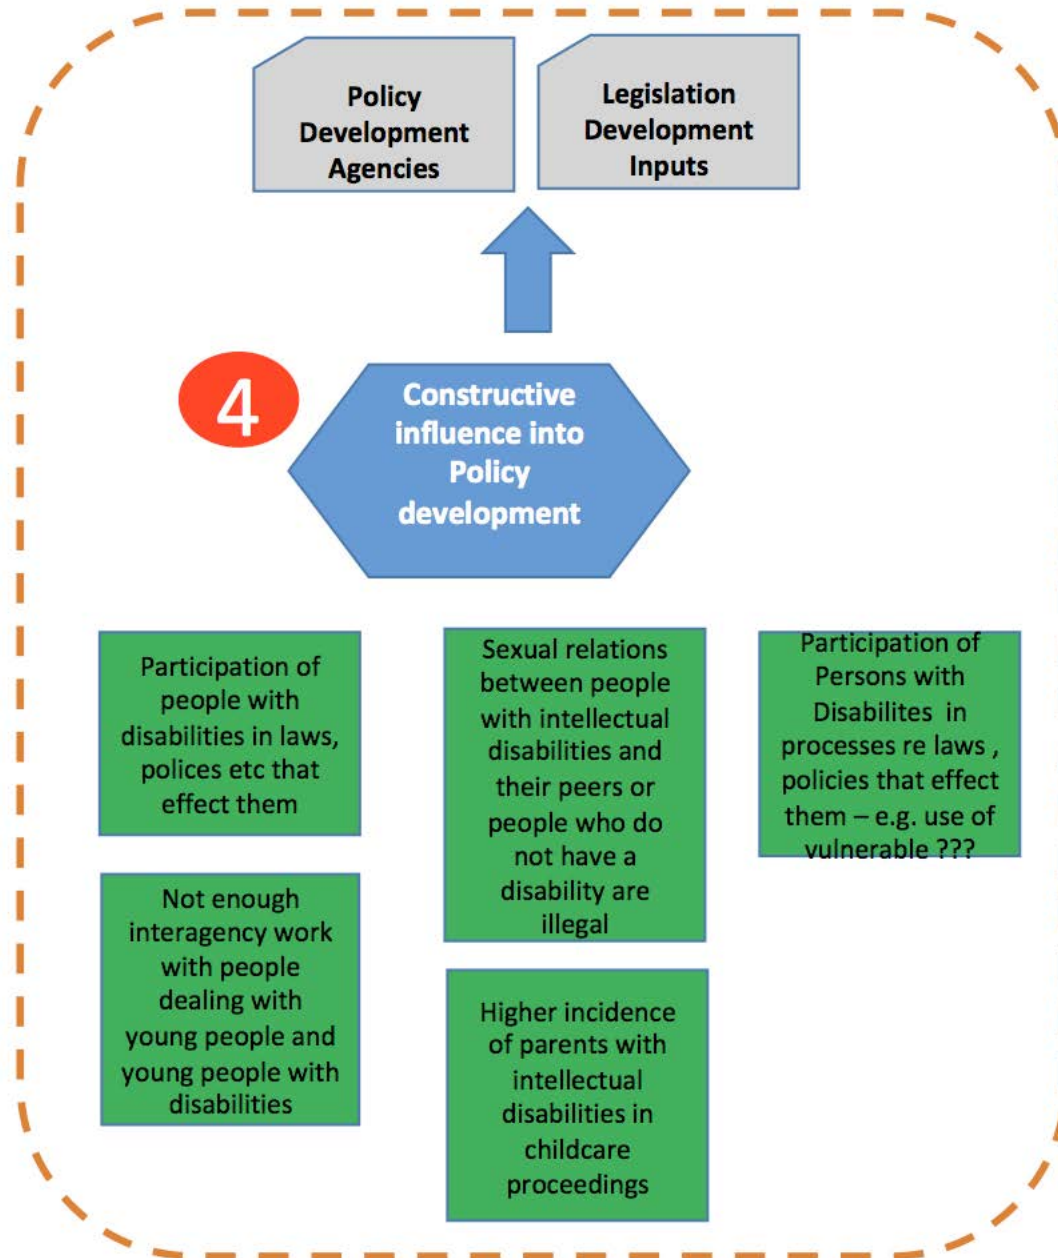 Policy
Development
Agencies
Legislation
Development
Inputs
4
Constructive
influence into
Policy
development
Participation of
people with
disabilities in laws,
polices etc that
effect them
Sexual relations
between people
with intellectual
disabilities and
their peers or
people who do
not have a
disability are
illegal
Participation of
Persons with
Disabilites in
processes re laws ,
policies that effect
them – e.g. use of
vulnerable ???
Not enough
interagency work
with people
dealing with
young people and
young people with
disabilities
Higher incidence
of parents with
intellectual
disabilities in
childcare
proceedings